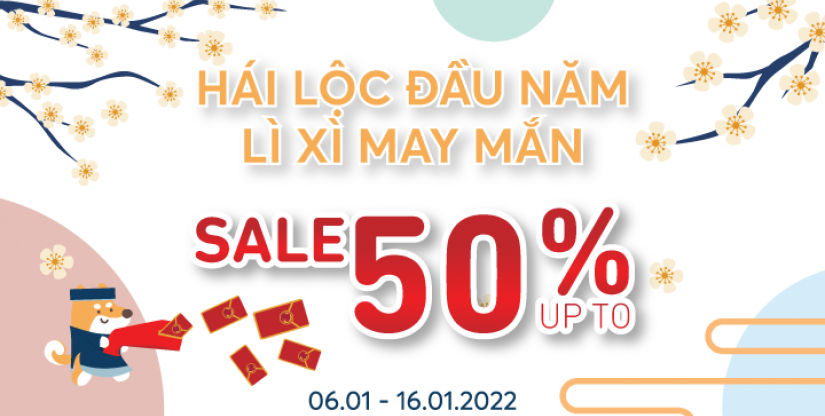 HÁI LỘC ĐẦU NĂM
LÌ XÌ MAY MẮN
SALE 50%
UP TO
06.01 - 16.01.2022